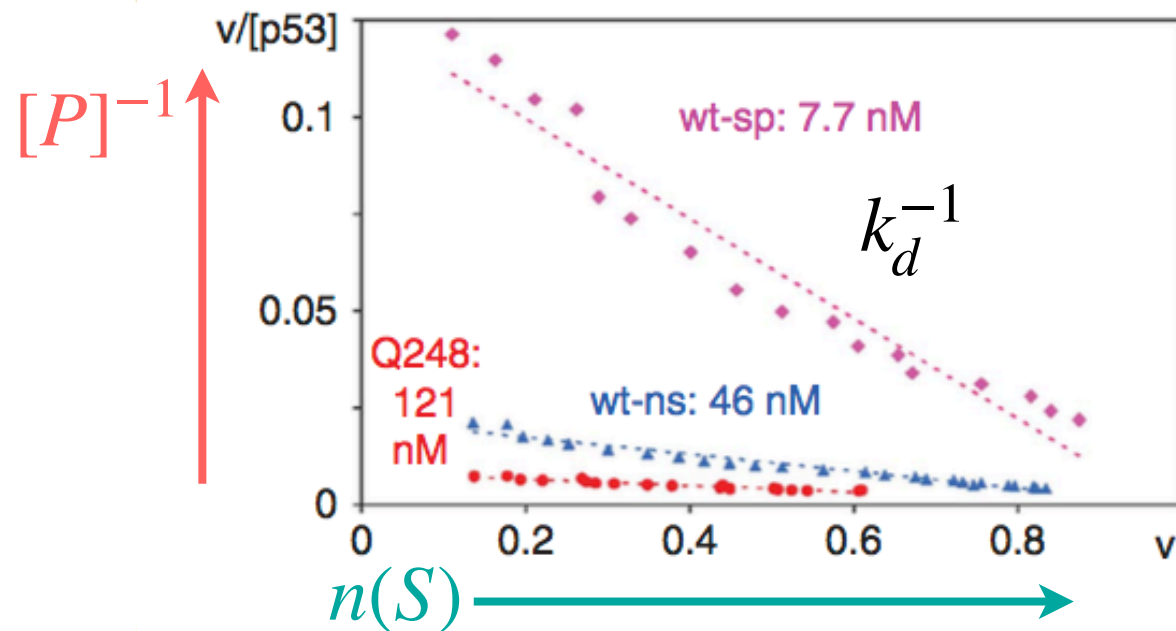 v/[p53]
[P]⁻¹
0.1
wt-sp: 7.7 nM
k_d⁻¹
0.05
Q248:
121
nM
wt-ns: 46 nM
0
0 0.2 0.4 0.6 0.8 v
n(S)